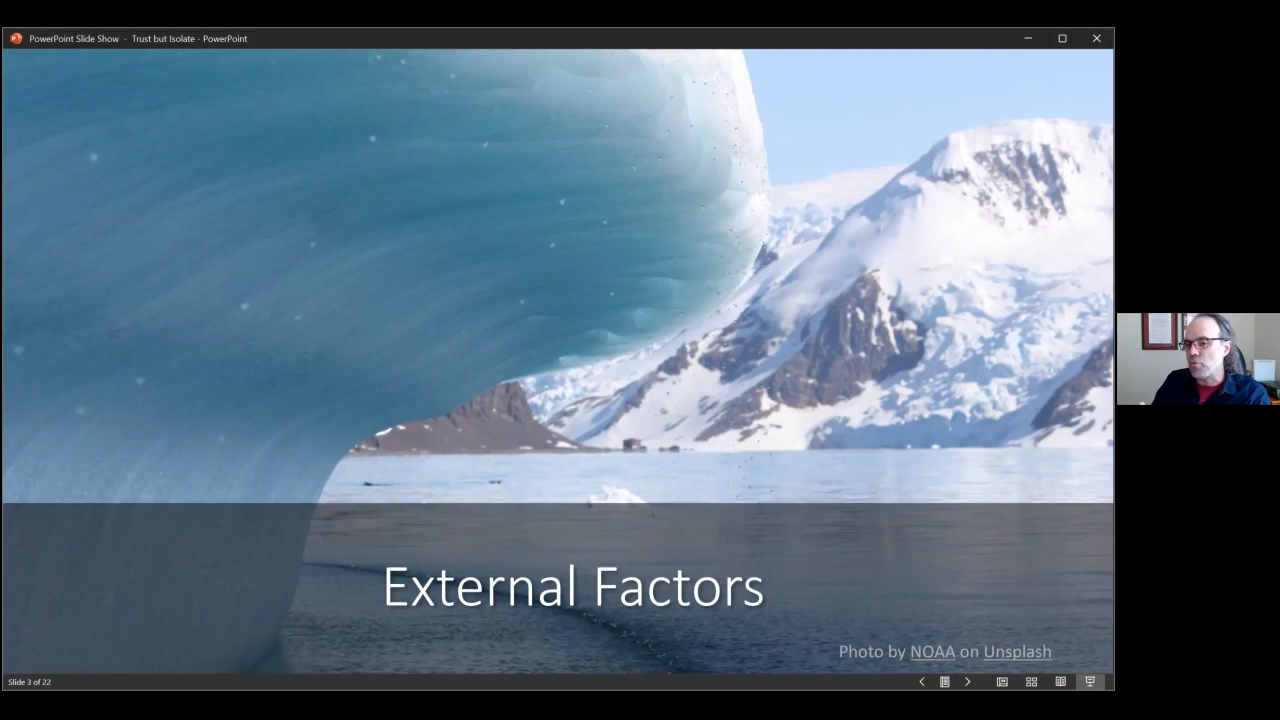 PowerPoint Slide Show - Trust but Isolate - PowerPoint
External Factors
Photo by NOAA on Unsplash
Slide 3 of 22